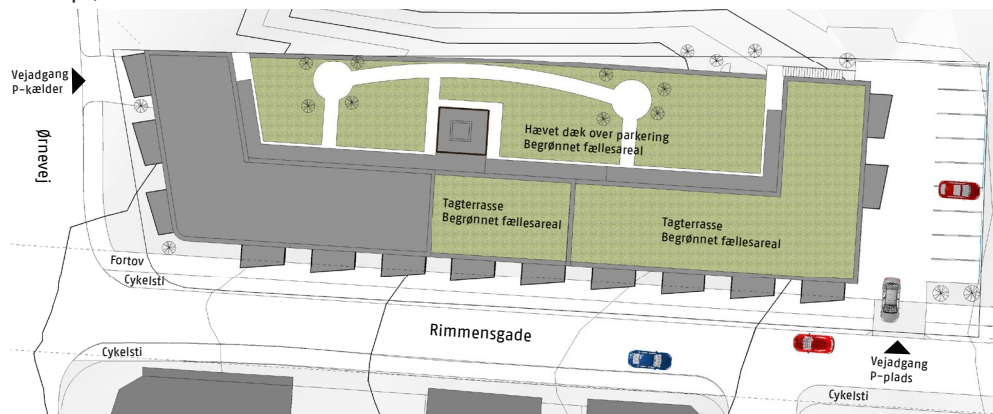 Vejadgang
P-kælder
Ørnevej
Hævet dæk over parkering
Begrønnet fællesareal
Tagterrasse
Begrønnet fællesareal
Tagterrasse
Begrønnet fællesareal
Fortov
Cykelsti
Rimmensgade
Cykelsti
Vejadgang
P-plads
Cykelsti